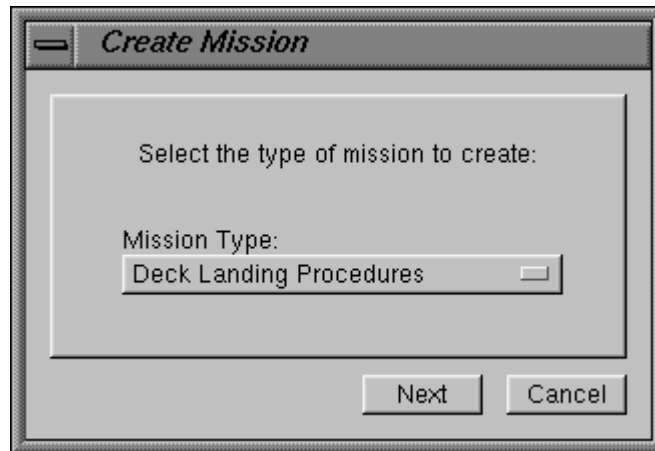 Create Mission
Select the type of mission to create:
Mission Type:
Deck Landing Procedures
Next
Cancel